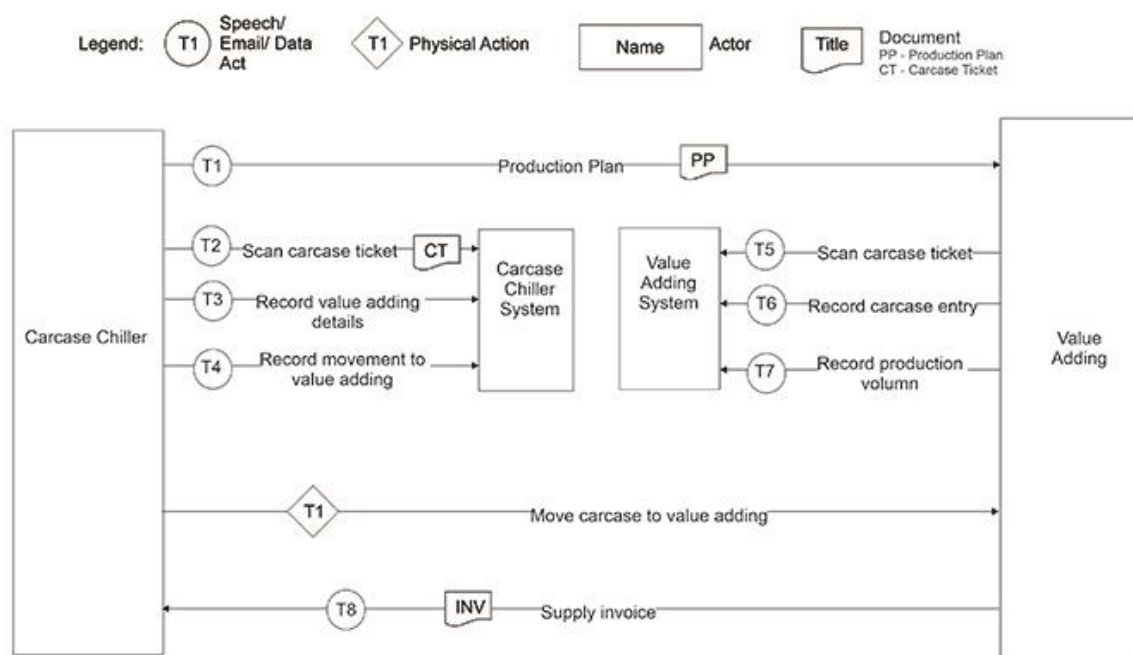 Legend:
T1
Speech/
Email/ Data
Act
T1
Physical Action
Name
Actor
Title
Document
PP - Production Plan
CT - Carcase Ticket
Carcase Chiller
T1
Production Plan
PP
T2
Scan carcase ticket
CT
T3
Record value adding
details
T4
Record movement to
value adding
Carcase
Chiller
System
Value
Adding
System
T5
Scan carcase ticket
T6
Record carcase entry
T7
Record production
volumn
Value
Adding
T1
Move carcase to value adding
T8
INV
Supply invoice